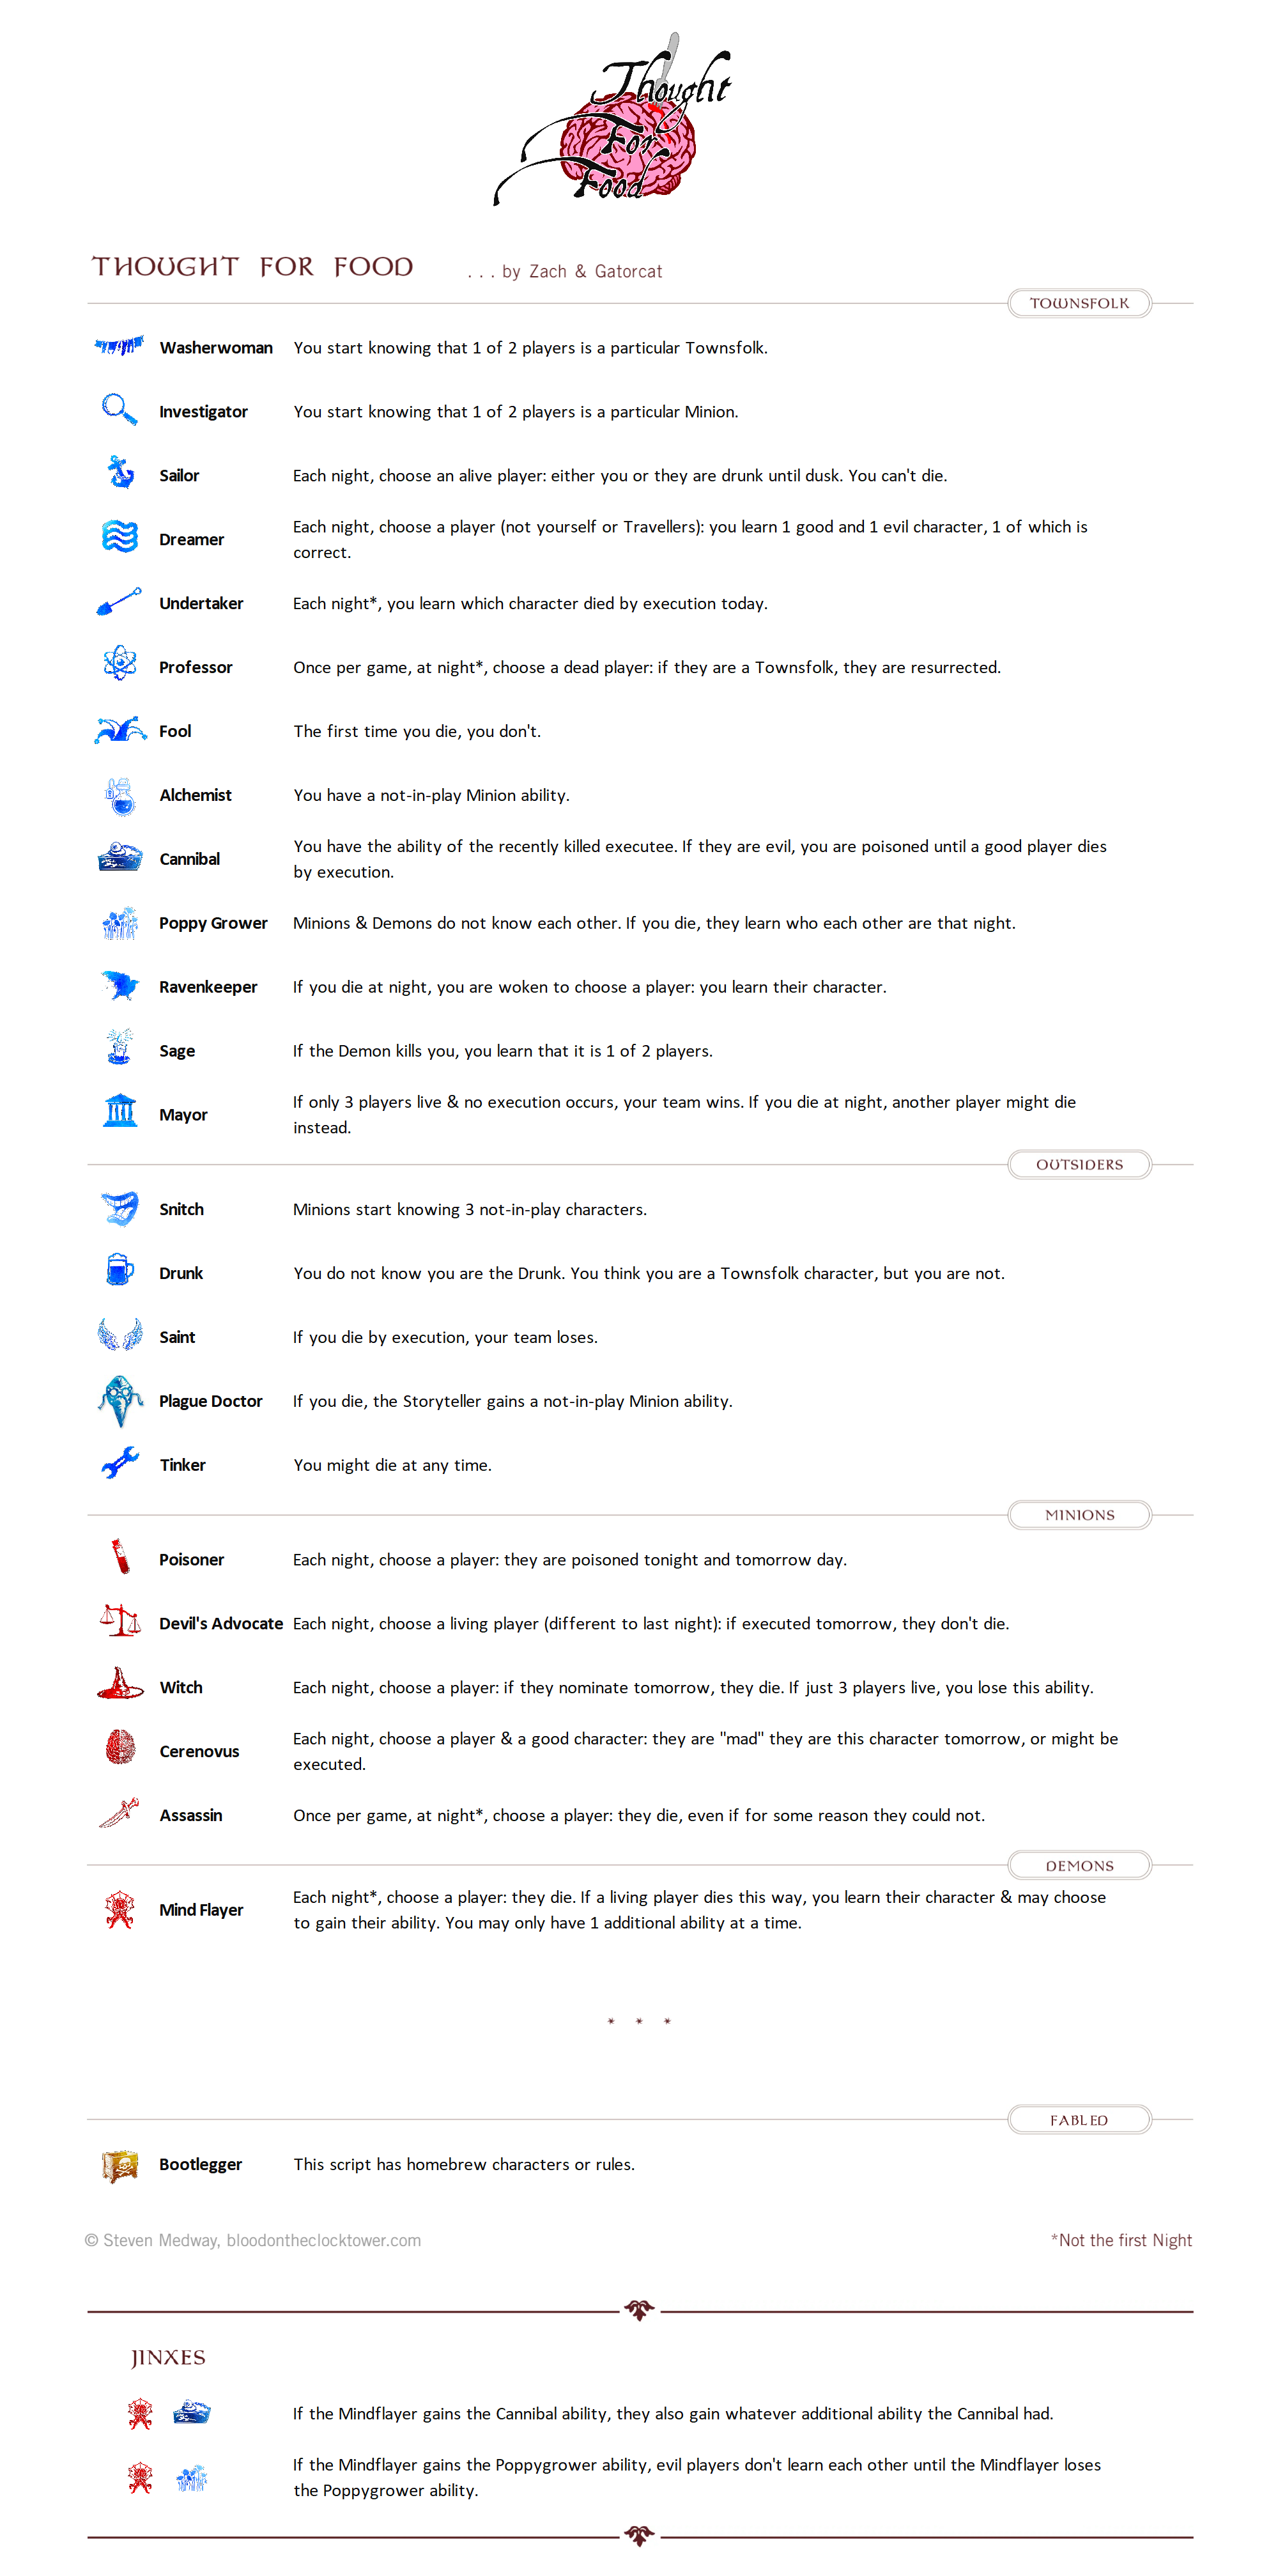 Thought
For
Food
THOUGHT FOR FOOD . . . by Zach & Gatorcat
TOWNSFOLK
Washerwoman You start knowing that 1 of 2 players is a particular Townsfolk.
Investigator You start knowing that 1 of 2 players is a particular Minion.
Sailor Each night, choose an alive player: either you or they are drunk until dusk. You can't die.
Dreamer Each night, choose a player (not yourself or Travellers): you learn 1 good and 1 evil character, 1 of which is
correct.
Undertaker Each night*, you learn which character died by execution today.
Professor Once per game, at night*, choose a dead player: if they are a Townsfolk, they are resurrected.
Fool The first time you die, you don't.
Alchemist You have a not-in-play Minion ability.
Cannibal You have the ability of the recently killed executee. If they are evil, you are poisoned until a good player dies
by execution.
Poppy Grower Minions & Demons do not know each other. If you die, they learn who each other are that night.
Ravenkeeper If you die at night, you are woken to choose a player: you learn their character.
Sage If the Demon kills you, you learn that it is 1 of 2 players.
Mayor If only 3 players live & no execution occurs, your team wins. If you die at night, another player might die
instead.
OUTSIDERS
Snitch Minions start knowing 3 not-in-play characters.
Drunk You do not know you are the Drunk. You think you are a Townsfolk character, but you are not.
Saint If you die by execution, your team loses.
Plague Doctor If you die, the Storyteller gains a not-in-play Minion ability.
Tinker You might die at any time.
MINIONS
Poisoner Each night, choose a player: they are poisoned tonight and tomorrow day.
Devil's Advocate Each night, choose a living player (different to last night): if executed tomorrow, they don't die.
Witch Each night, choose a player: if they nominate tomorrow, they die. If just 3 players live, you lose this ability.
Cerenovus Each night, choose a player & a good character: they are "mad" they are this character tomorrow, or might be
executed.
Assassin Once per game, at night*, choose a player: they die, even if for some reason they could not.
DEMONS
Mind Flayer Each night*, choose a player: they die. If a living player dies this way, you learn their character & may choose
to gain their ability. You may only have 1 additional ability at a time.
* * *
FABLED
Bootlegger This script has homebrew characters or rules.
© Steven Medway, bloodontheclocktower.com *Not the first Night
JINXES
If the Mindflayer gains the Cannibal ability, they also gain whatever additional ability the Cannibal had.
If the Mindflayer gains the Poppygrower ability, evil players don't learn each other until the Mindflayer loses
the Poppygrower ability.